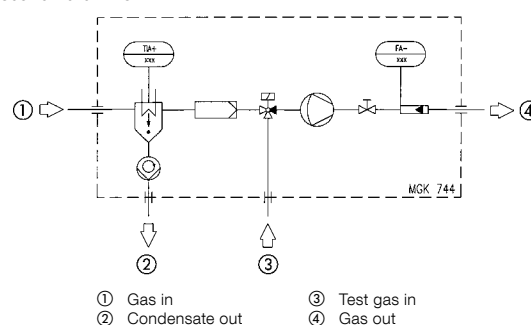 TIA+
xxx
FA-
xxx
①
④
MGK 744
②
③
① Gas in
② Condensate out
③ Test gas in
④ Gas out